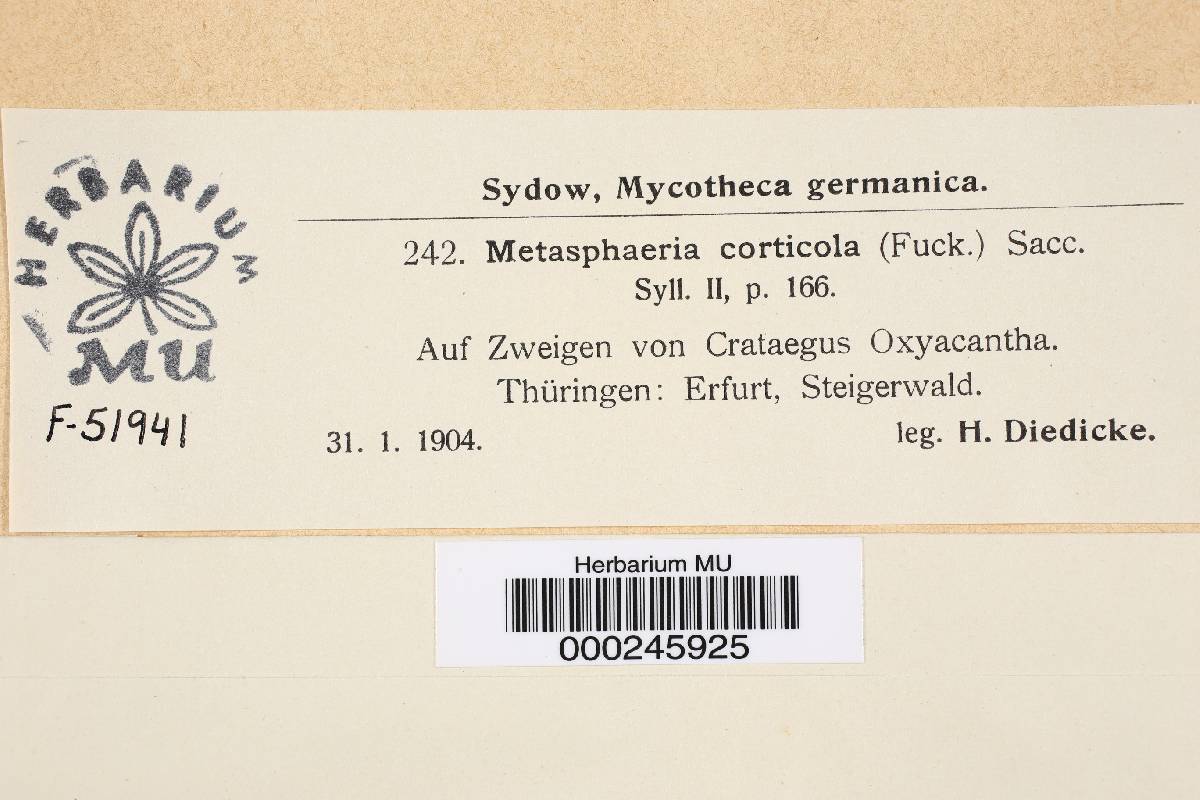 HERBARIUM
MU
F-51941
Sydow, Mycotheca germanica.
242. Metasphaeria corticola (Fuck.) Sacc.
Syll. II, p. 166.
Auf Zweigen von Crataegus Oxyacantha.
Thüringen: Erfurt, Steigerwald.
31. 1. 1904. leg. H. Diedicke.
Herbarium MU
000245925